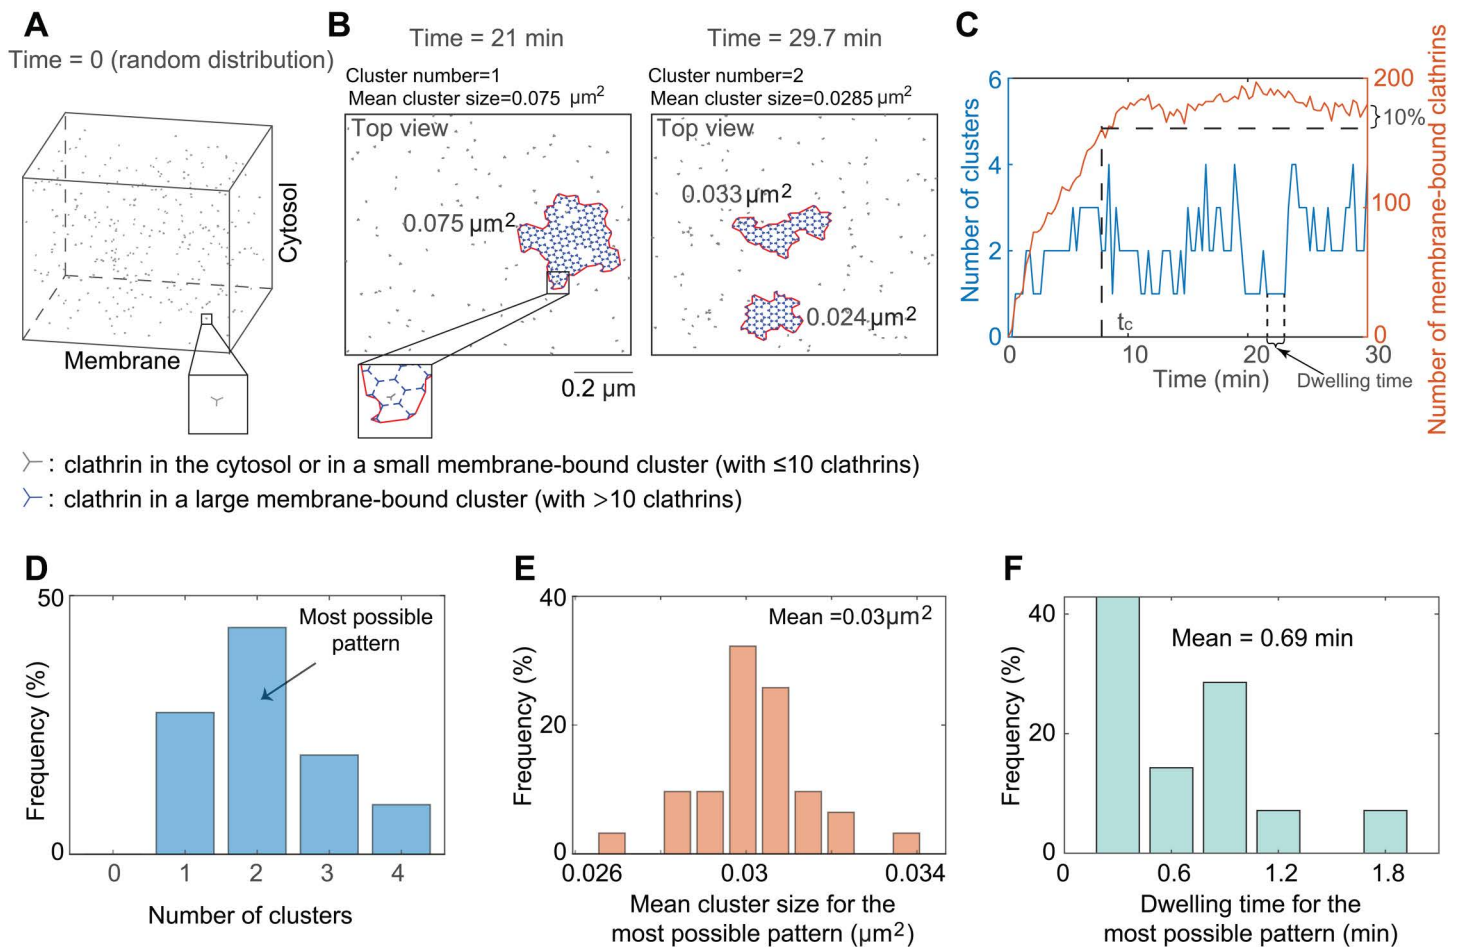 A
Time = 0 (random distribution)
Cytosol
Membrane
B
Time = 21 min
Cluster number=1
Mean cluster size=0.075 μm²
Top view
0.075 μm²
Time = 29.7 min
Cluster number=2
Mean cluster size=0.0285 μm²
Top view
0.033 μm²
0.024 μm²
0.2 μm
C
Number of clusters
6
4
2
0
200
100
0
10%
Number of membrane-bound clathrins
tc
0
10
20
30
Time (min)
Dwelling time
: clathrin in the cytosol or in a small membrane-bound cluster (with ≤10 clathrins)
: clathrin in a large membrane-bound cluster (with >10 clathrins)
D
50
0
Frequency (%)
Most possible
pattern
0
1
2
3
4
Number of clusters
E
40
20
0
Frequency (%)
Mean =0.03μm²
0.026
0.03
0.034
Mean cluster size for the
most possible pattern (μm²)
F
40
20
0
Frequency (%)
Mean = 0.69 min
0
0.6
1.2
1.8
Dwelling time for the
most possible pattern (min)